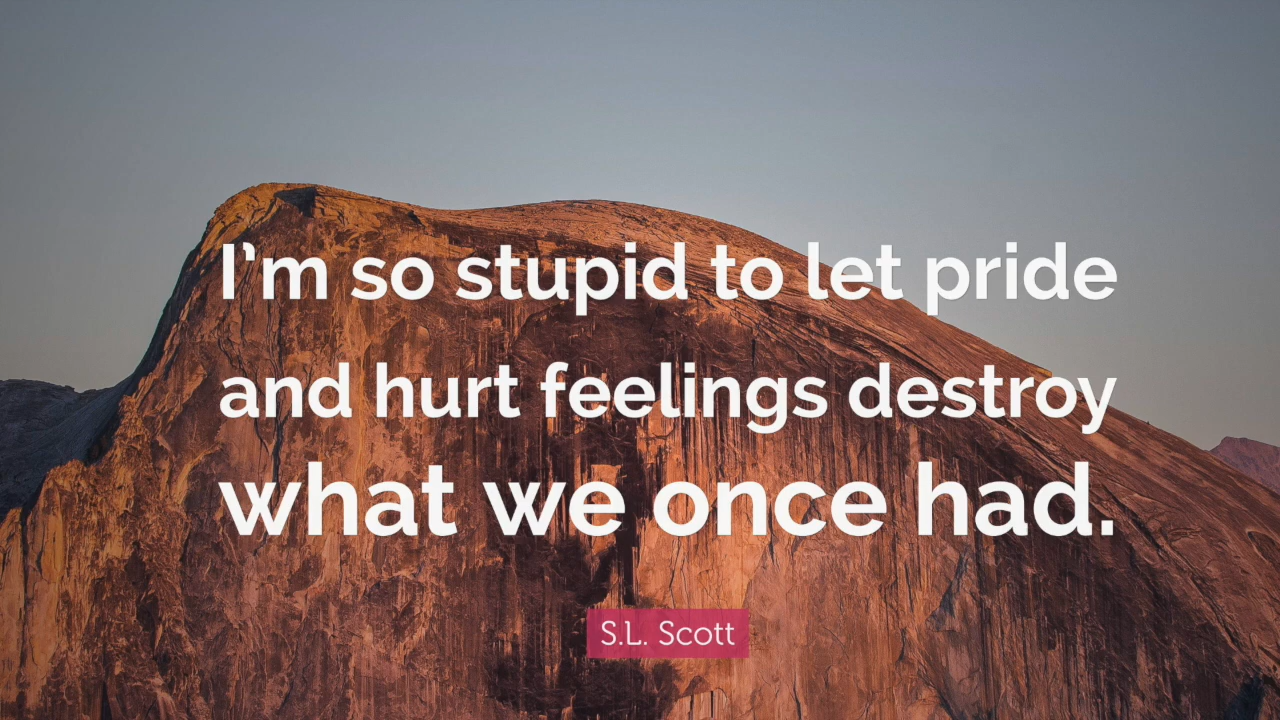 I’m so stupid to let pride
and hurt feelings destroy
what we once had.
S.L. Scott